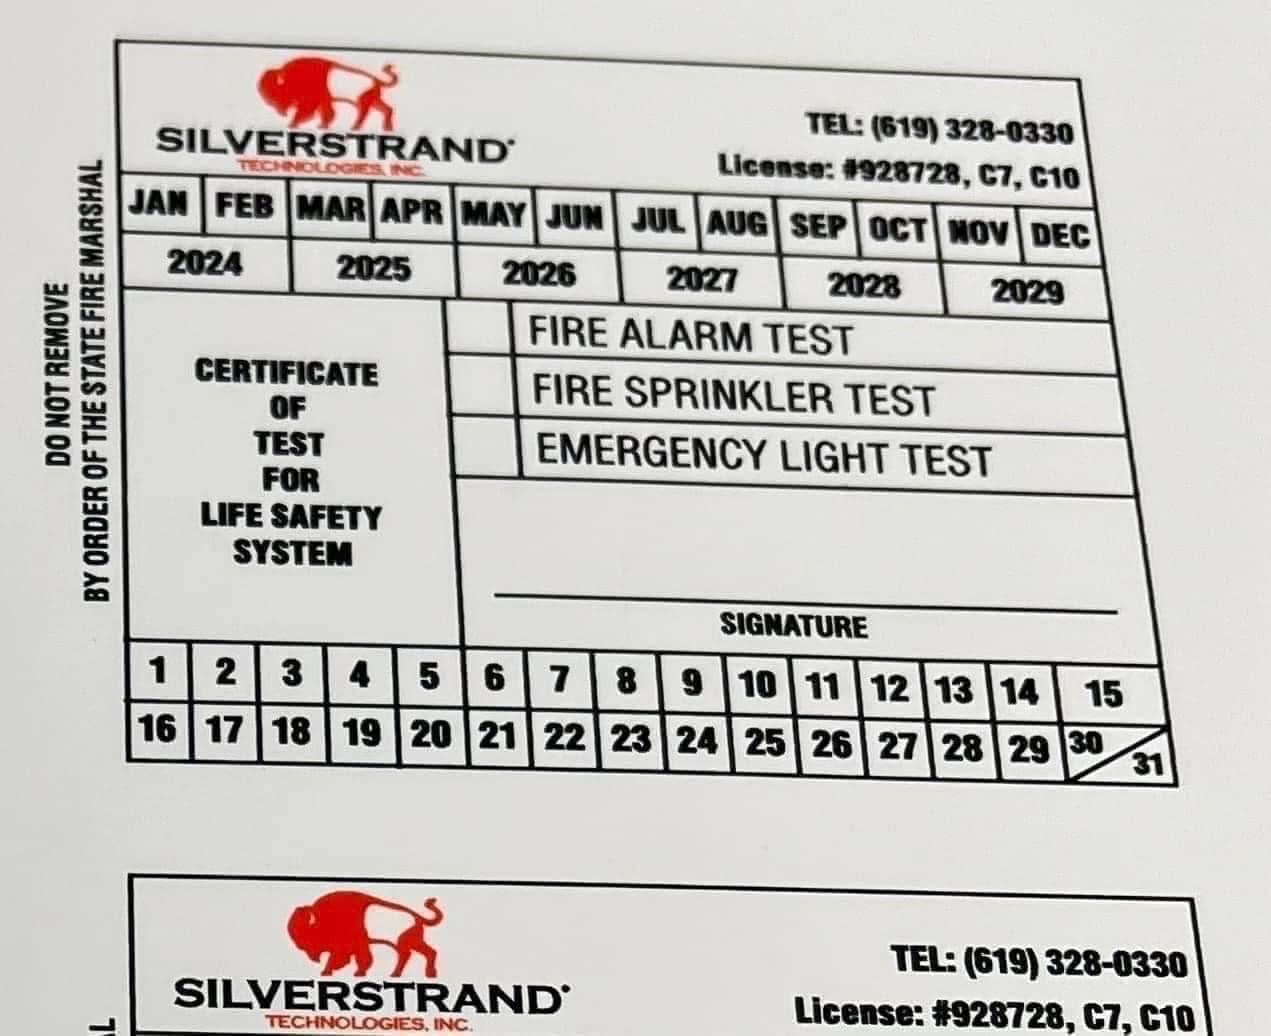 SILVERSTRAND
TECHNOLOGIES, INC.
TEL: (619) 328-0330
License: #928728, C7, C10
DO NOT REMOVE
BY ORDER OF THE STATE FIRE MARSHAL
JAN FEB MAR APR MAY JUN JUL AUG SEP OCT NOV DEC
2024 2025 2026 2027 2028 2029
CERTIFICATE
OF
TEST
FOR
LIFE SAFETY
SYSTEM
FIRE ALARM TEST
FIRE SPRINKLER TEST
EMERGENCY LIGHT TEST
SIGNATURE
1 2 3 4 5 6 7 8 9 10 11 12 13 14 15
16 17 18 19 20 21 22 23 24 25 26 27 28 29 30 31
SILVERSTRAND
TECHNOLOGIES, INC.
TEL: (619) 328-0330
License: #928728, C7, C10